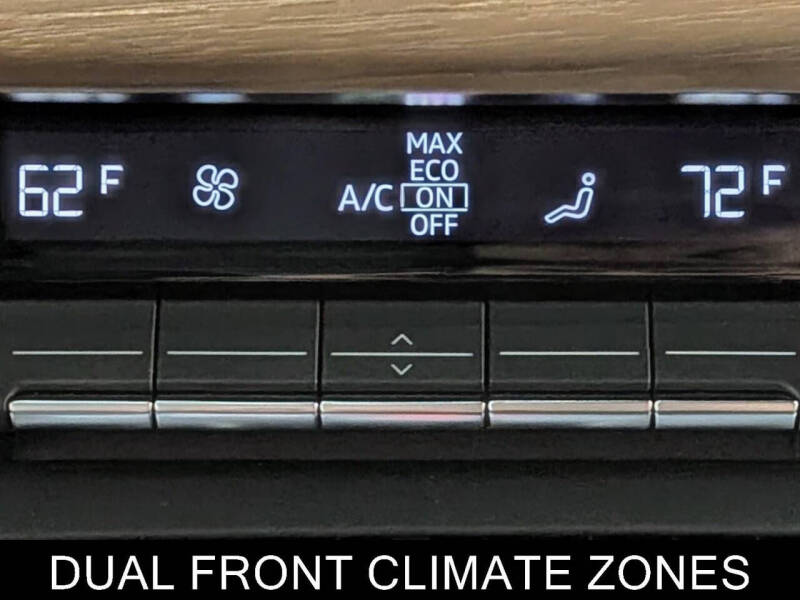 MAX
ECO
62 F A/C ON 72 F
OFF
DUAL FRONT CLIMATE ZONES